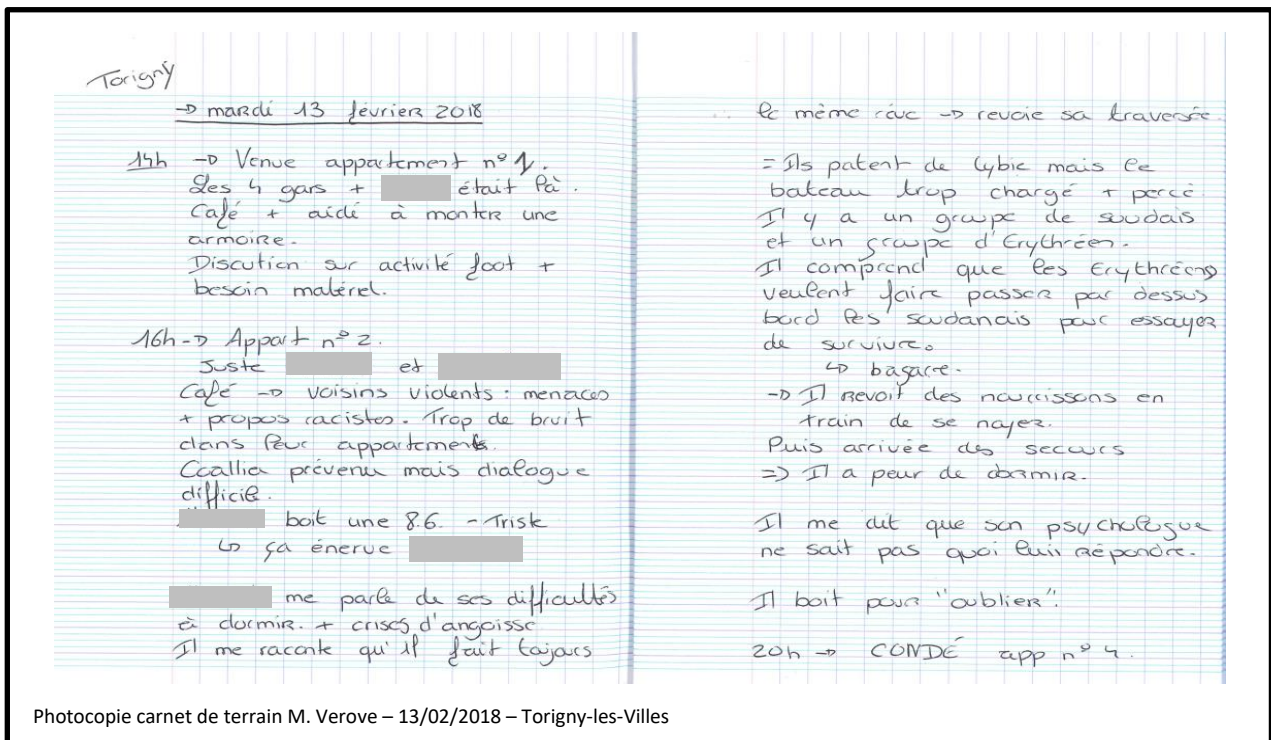 Torigny
→ mardi 13 février 2018
14h → Venue appartement n° 1.
Les 4 gars + était là.
Café + aidé à monter une
armoire.
Discution sur activité foot +
besoin matériel.
16h → Appart n° 2.
Juste et
Café → voisins violents : menaces
+ propos racistes. Trop de bruit
dans leur appartements.
Coallia prévenu mais dialogue
difficile.
boit une 8.6. - Triste
↳ ça énerve
me parle de ses difficultés
à dormir. + crises d'angoisse
Il me raconte qu'il fait toujours
le même rêve → revoie sa traversée.
= Ils patent de Lybie mais le
bateau trop chargé + percé.
Il y a un groupe de soudais
et un groupe d'Erythréen.
Il comprend que les Erythréens
veulent faire passer par dessus
bord les soudanais pour essayer
de survivre.
↳ bagarre.
→ Il revoit des nourrissons en
train de se noyer.
Puis arrivée des secours
=> Il a peur de dormir.
Il me dit que son psychologue
ne sait pas quoi luis répondre.
Il boit pour "oublier".
20h → CONDÉ app n° 4.
Photocopie carnet de terrain M. Verove – 13/02/2018 – Torigny-les-Villes